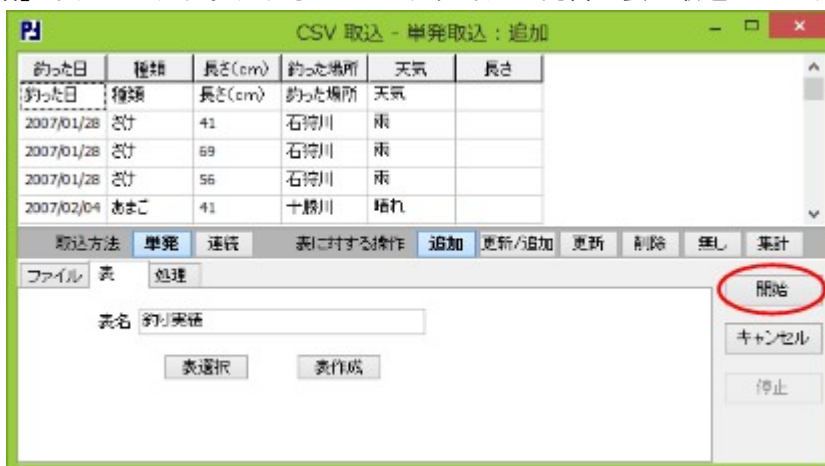 CSV 取込 - 単発取込 : 追加
釣った日 種類 長さ(cm) 釣った場所 天気 長さ
釣った日 種類 長さ(cm) 釣った場所 天気
2007/01/28 さけ 41 石狩川 雨
2007/01/28 さけ 69 石狩川 雨
2007/01/28 さけ 56 石狩川 雨
2007/02/04 あまご 41 十勝川 晴れ
取込方法 単発 連続 表に対する操作 追加 更新/追加 更新 削除 無し 集計
ファイル 表 処理
開始
表名 釣り実績
キャンセル
表選択 表作成
停止